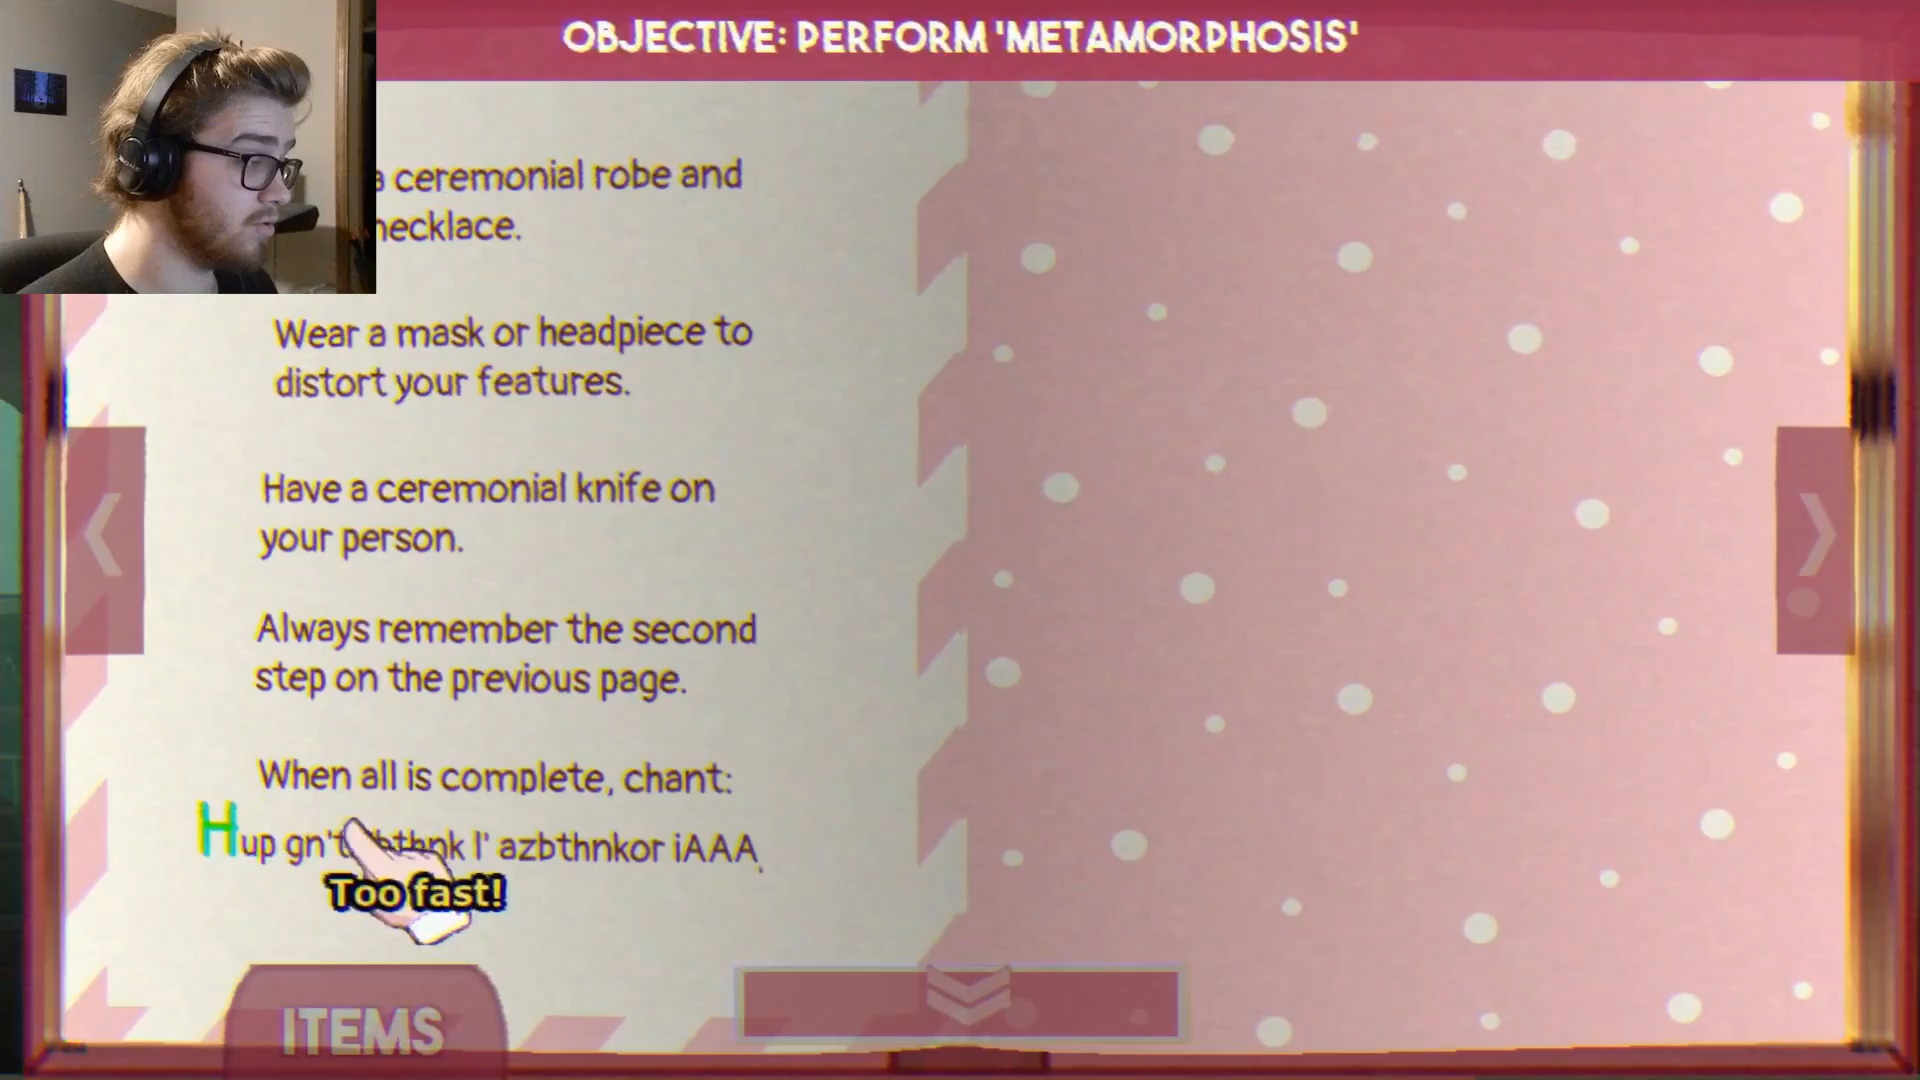 OBJECTIVE: PERFORM 'METAMORPHOSIS'
a ceremonial robe and
necklace.
Wear a mask or headpiece to
distort your features.
Have a ceremonial knife on
your person.
Always remember the second
step on the previous page.
When all is complete, chant:
Hup l' azbthnkor iAAA
Too fast!
ITEMS